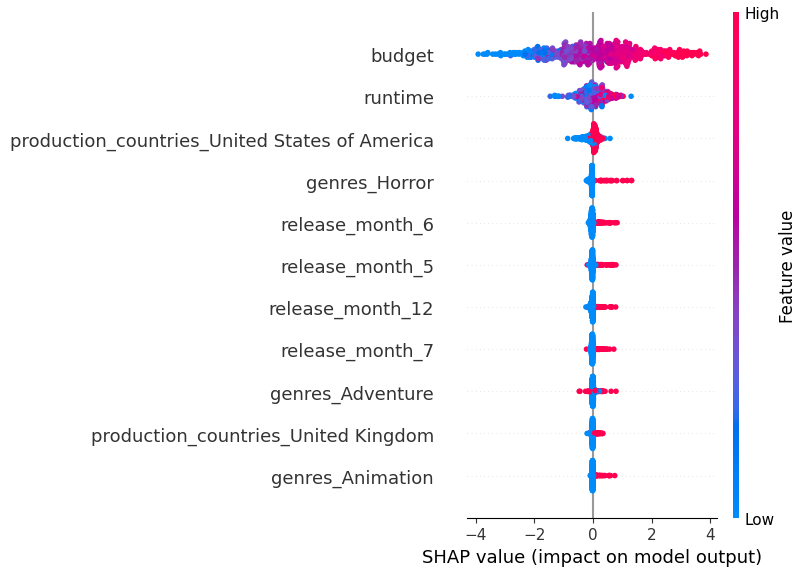 High
budget
runtime
production_countries_United States of America
genres_Horror
release_month_6
release_month_5
release_month_12
release_month_7
genres_Adventure
production_countries_United Kingdom
genres_Animation
Feature value
Low
−4 −2 0 2 4
SHAP value (impact on model output)